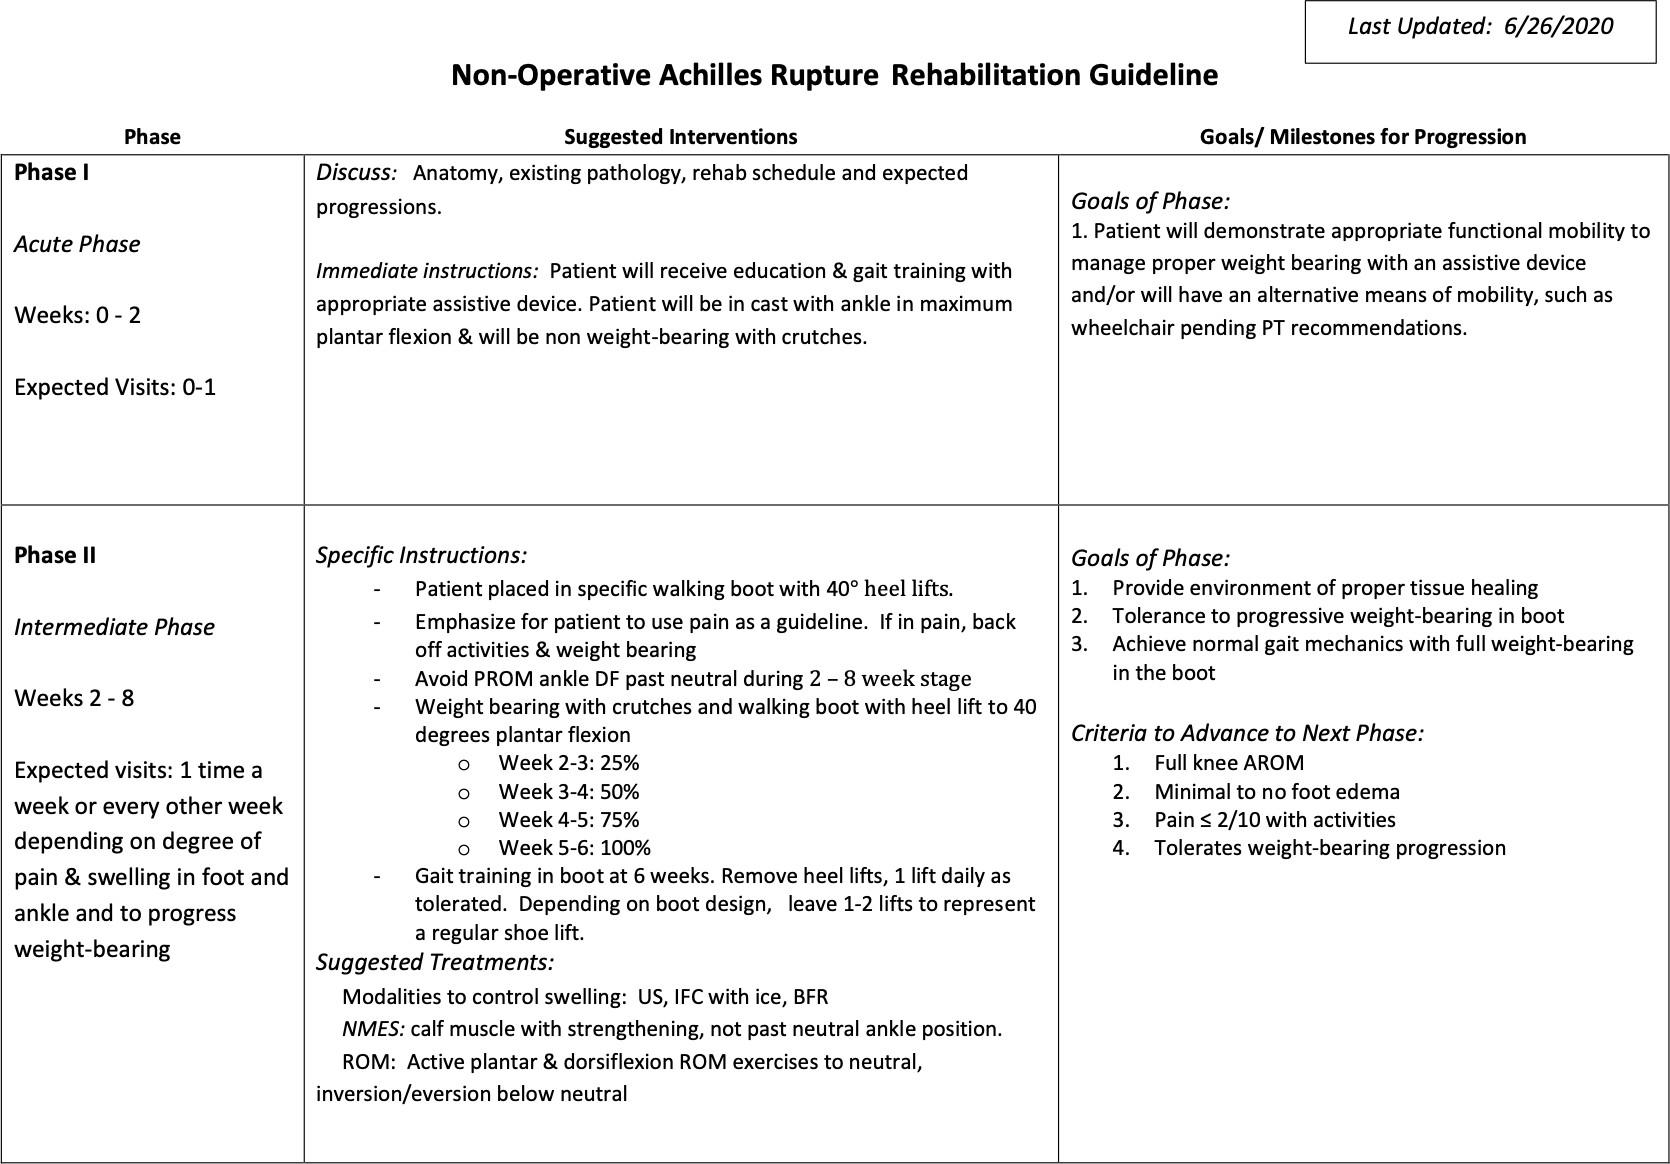 Last Updated: 6/26/2020
Non-Operative Achilles Rupture Rehabilitation Guideline
Phase
Suggested Interventions
Goals/ Milestones for Progression
Phase I
Acute Phase
Weeks: 0 - 2
Expected Visits: 0-1
Discuss: Anatomy, existing pathology, rehab schedule and expected
progressions.
Immediate instructions: Patient will receive education & gait training with
appropriate assistive device. Patient will be in cast with ankle in maximum
plantar flexion & will be non weight-bearing with crutches.
Goals of Phase:
1. Patient will demonstrate appropriate functional mobility to
manage proper weight bearing with an assistive device
and/or will have an alternative means of mobility, such as
wheelchair pending PT recommendations.
Phase II
Intermediate Phase
Weeks 2 - 8
Expected visits: 1 time a
week or every other week
depending on degree of
pain & swelling in foot and
ankle and to progress
weight-bearing
Specific Instructions:
- Patient placed in specific walking boot with 40° heel lifts.
- Emphasize for patient to use pain as a guideline. If in pain, back
off activities & weight bearing
- Avoid PROM ankle DF past neutral during 2 – 8 week stage
- Weight bearing with crutches and walking boot with heel lift to 40
degrees plantar flexion
o Week 2-3: 25%
o Week 3-4: 50%
o Week 4-5: 75%
o Week 5-6: 100%
- Gait training in boot at 6 weeks. Remove heel lifts, 1 lift daily as
tolerated. Depending on boot design, leave 1-2 lifts to represent
a regular shoe lift.
Suggested Treatments:
Modalities to control swelling: US, IFC with ice, BFR
NMES: calf muscle with strengthening, not past neutral ankle position.
ROM: Active plantar & dorsiflexion ROM exercises to neutral,
inversion/eversion below neutral
Goals of Phase:
1. Provide environment of proper tissue healing
2. Tolerance to progressive weight-bearing in boot
3. Achieve normal gait mechanics with full weight-bearing
in the boot
Criteria to Advance to Next Phase:
1. Full knee AROM
2. Minimal to no foot edema
3. Pain ≤ 2/10 with activities
4. Tolerates weight-bearing progression